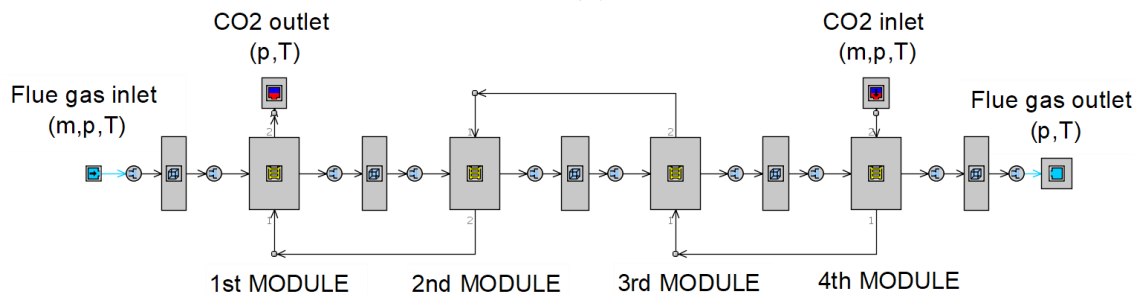 CO2 outlet
(p,T)
CO2 inlet
(m,p,T)
Flue gas inlet
(m,p,T)
Flue gas outlet
(p,T)
2
1
2
1
1
2
1
2
1st MODULE
2nd MODULE
3rd MODULE
4th MODULE